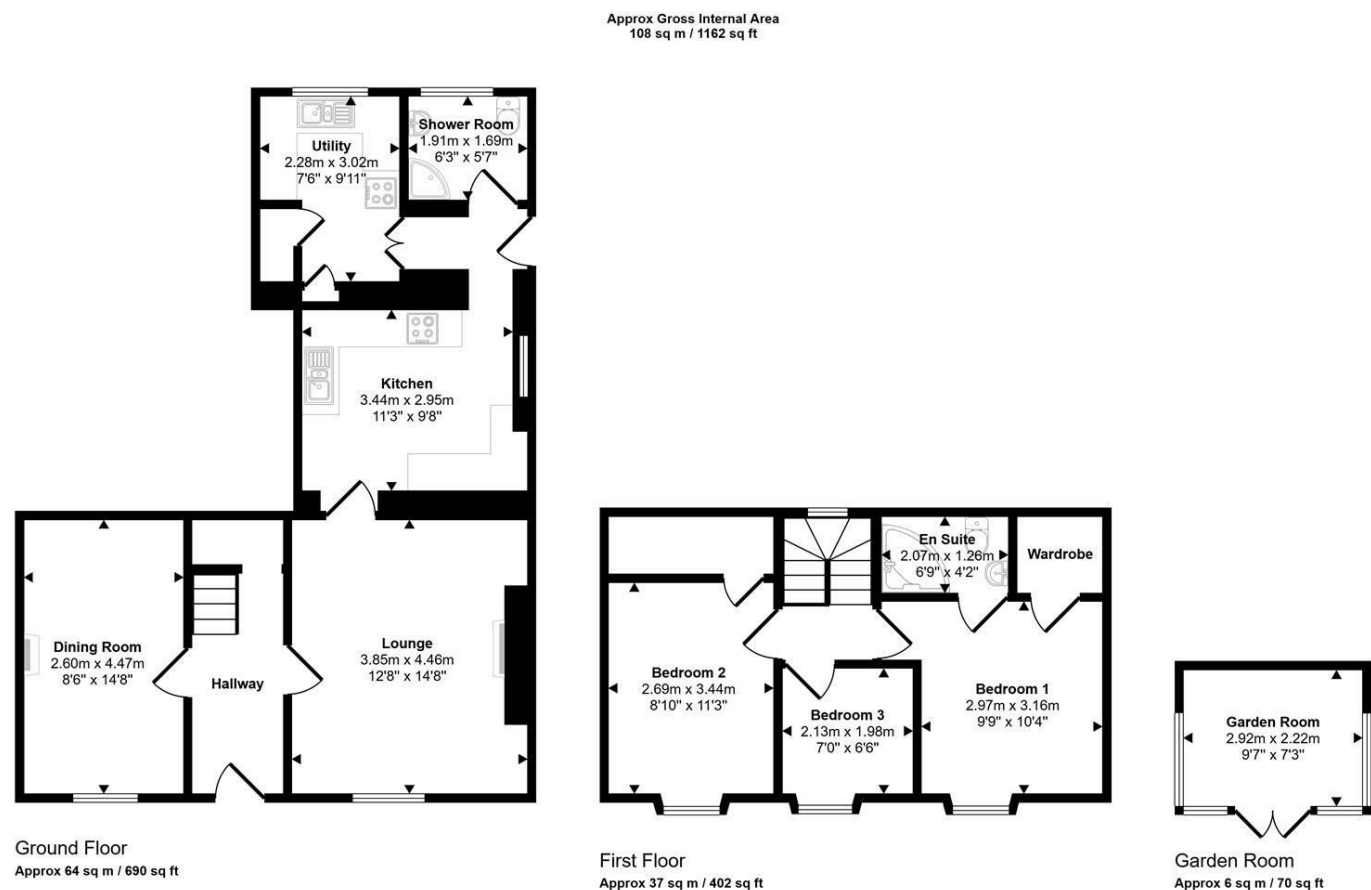 Approx Gross Internal Area
108 sq m / 1162 sq ft
Utility
2.28m x 3.02m
7'6" x 9'11"
Shower Room
1.91m x 1.69m
6'3" x 5'7"
Kitchen
3.44m x 2.95m
11'3" x 9'8"
Dining Room
2.60m x 4.47m
8'6" x 14'8"
Hallway
Lounge
3.85m x 4.46m
12'8" x 14'8"
Ground Floor
Approx 64 sq m / 690 sq ft
En Suite
2.07m x 1.26m
6'9" x 4'2"
Wardrobe
Bedroom 2
2.69m x 3.44m
8'10" x 11'3"
Bedroom 3
2.13m x 1.98m
7'0" x 6'6"
Bedroom 1
2.97m x 3.16m
9'9" x 10'4"
First Floor
Approx 37 sq m / 402 sq ft
Garden Room
2.92m x 2.22m
9'7" x 7'3"
Garden Room
Approx 6 sq m / 70 sq ft